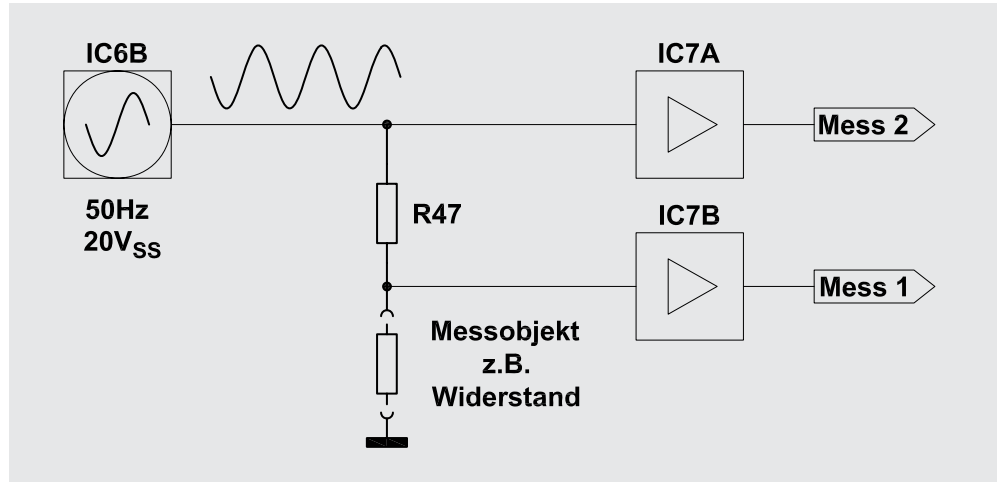 IC6B
50Hz
20VSS
R47
Messobjekt
z.B.
Widerstand
IC7A
Mess 2
IC7B
Mess 1